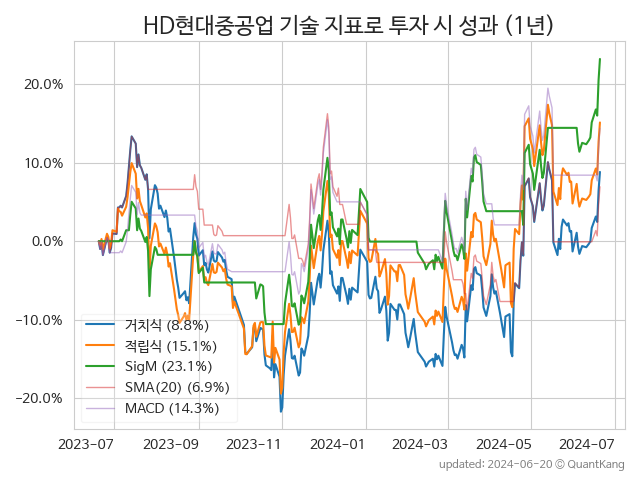 HD현대중공업 기술 지표로 투자 시 성과 (1년)
20.0%
10.0%
0.0%
−10.0%
−20.0%
거치식 (8.8%)
적립식 (15.1%)
SigM (23.1%)
SMA(20) (6.9%)
MACD (14.3%)
2023-07 2023-09 2023-11 2024-01 2024-03 2024-05 2024-07
updated: 2024-06-20 © QuantKang